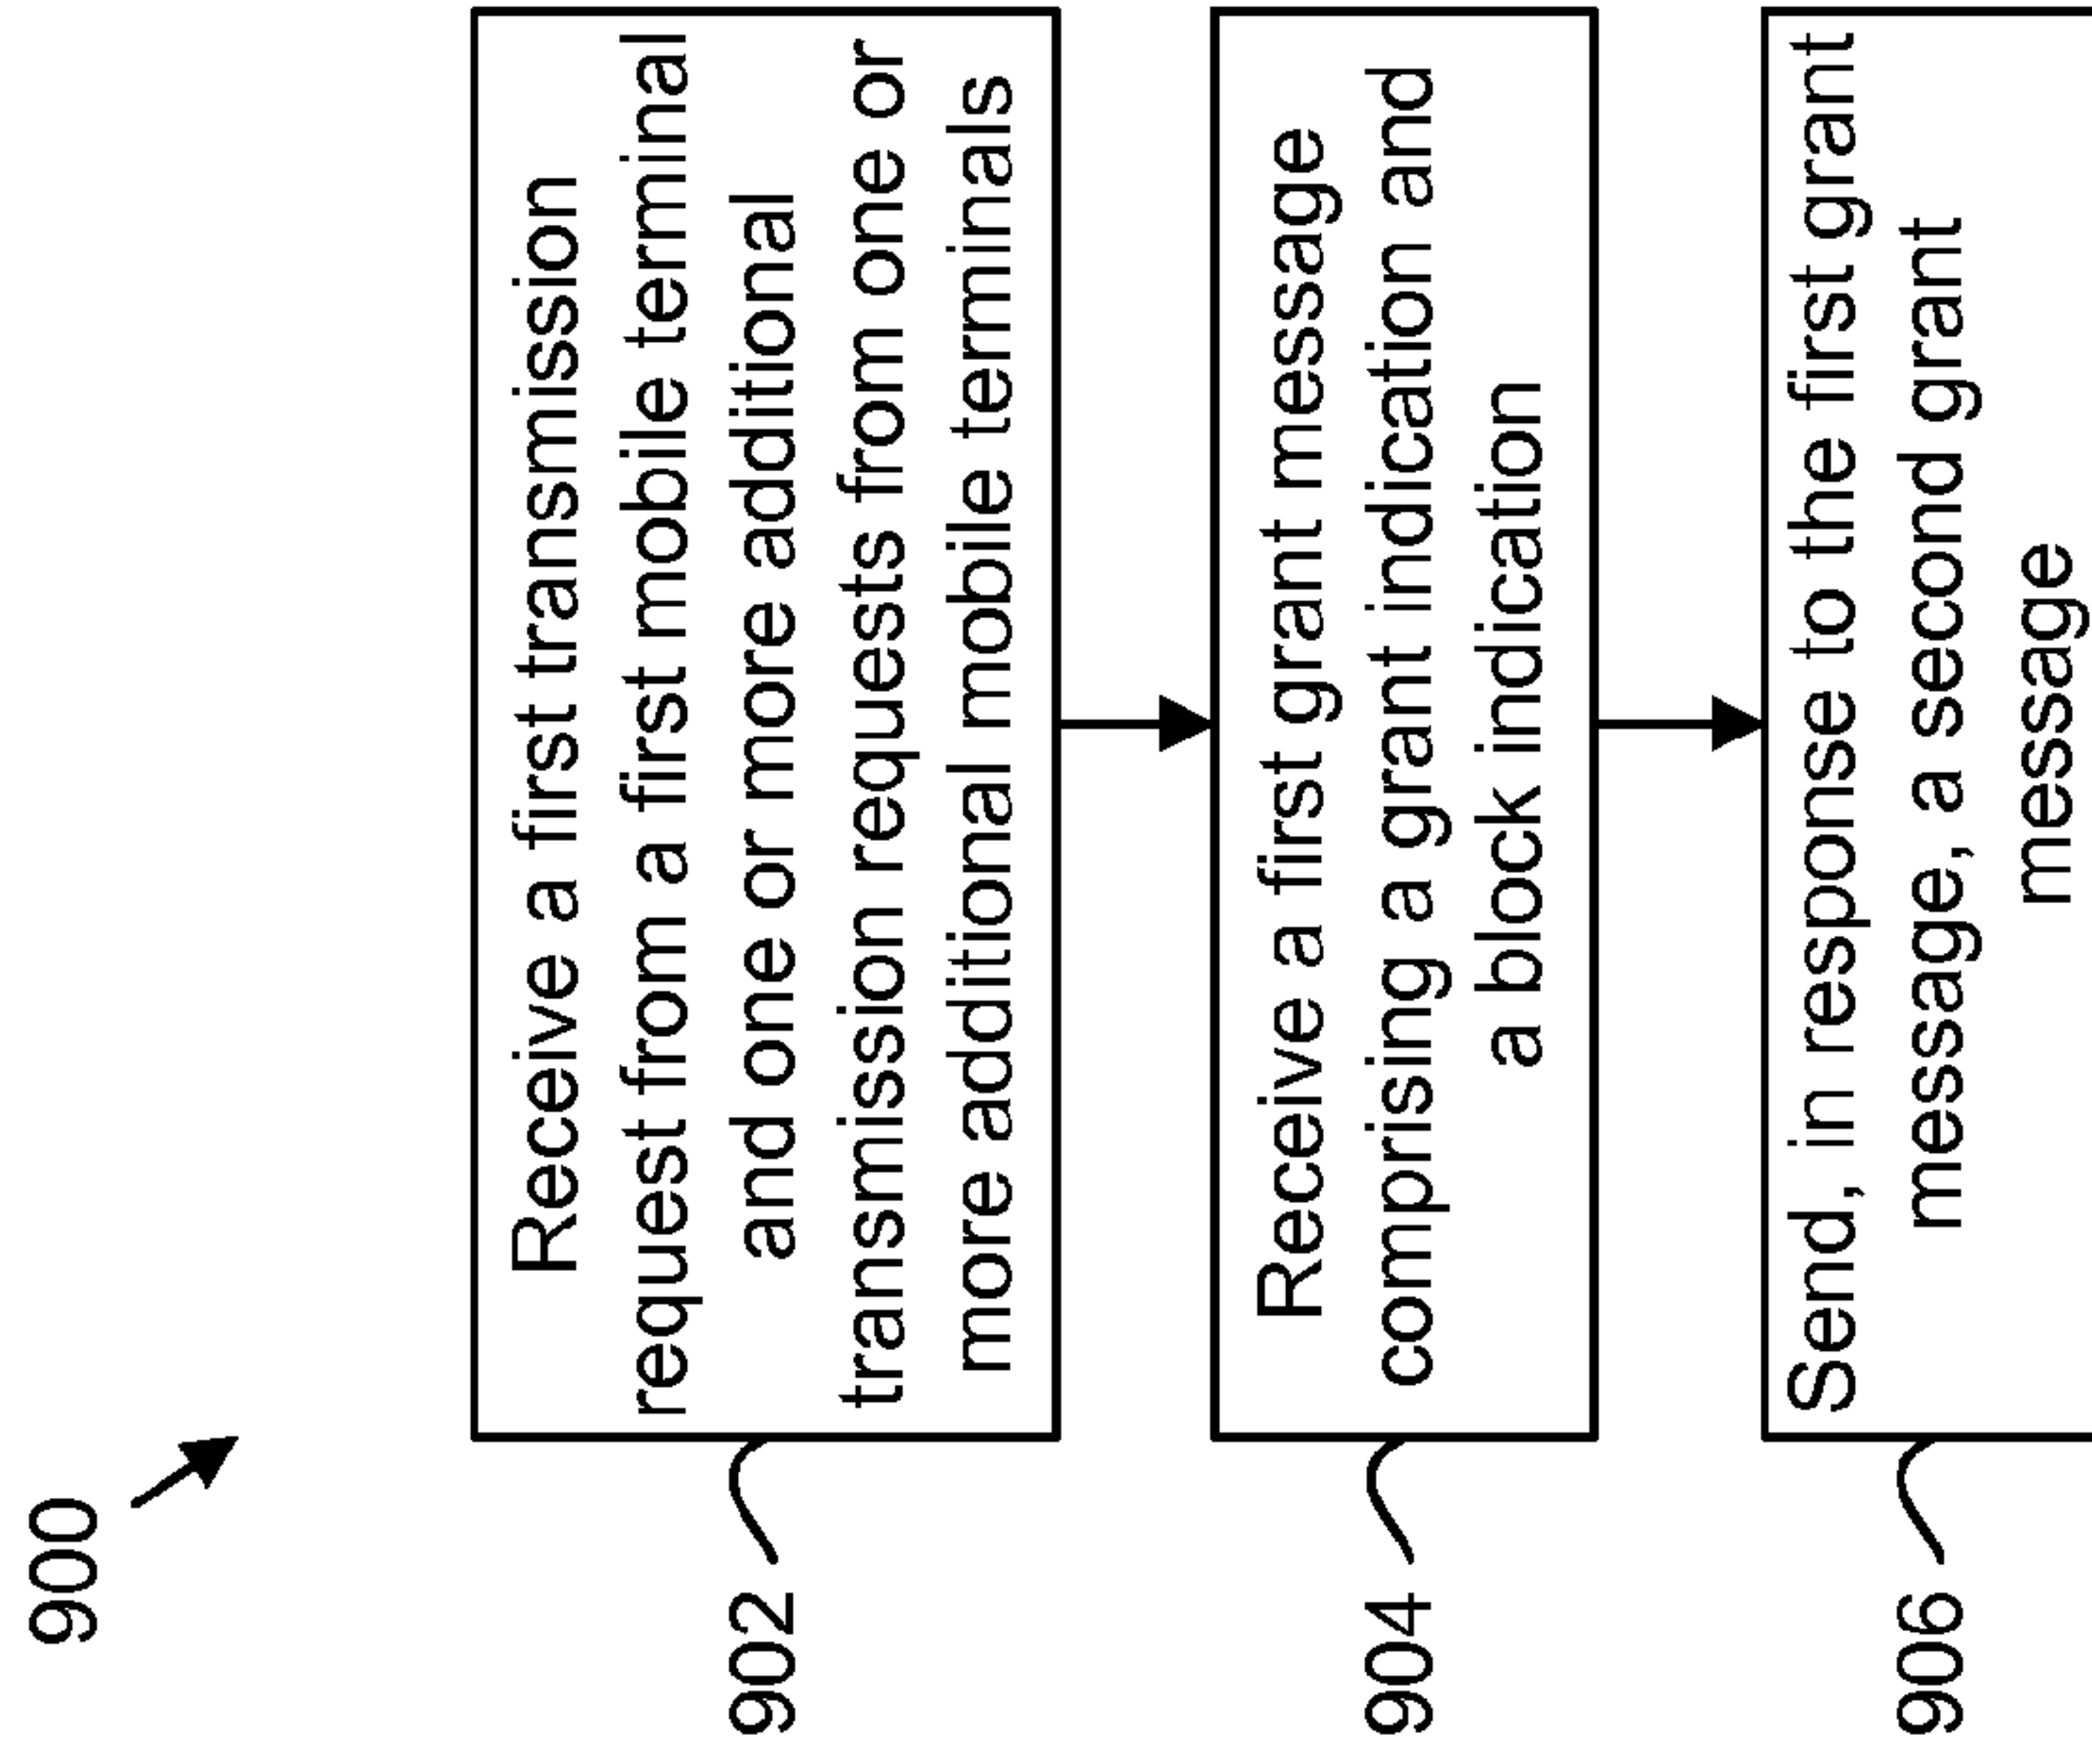 900
902
Receive a first transmission
request from a first mobile terminal
and one or more additional
transmission requests from one or
more additional mobile terminals
904
Receive a first grant message
comprising a grant indication and
a block indication
906
Send, in response to the first grant
message, a second grant
message